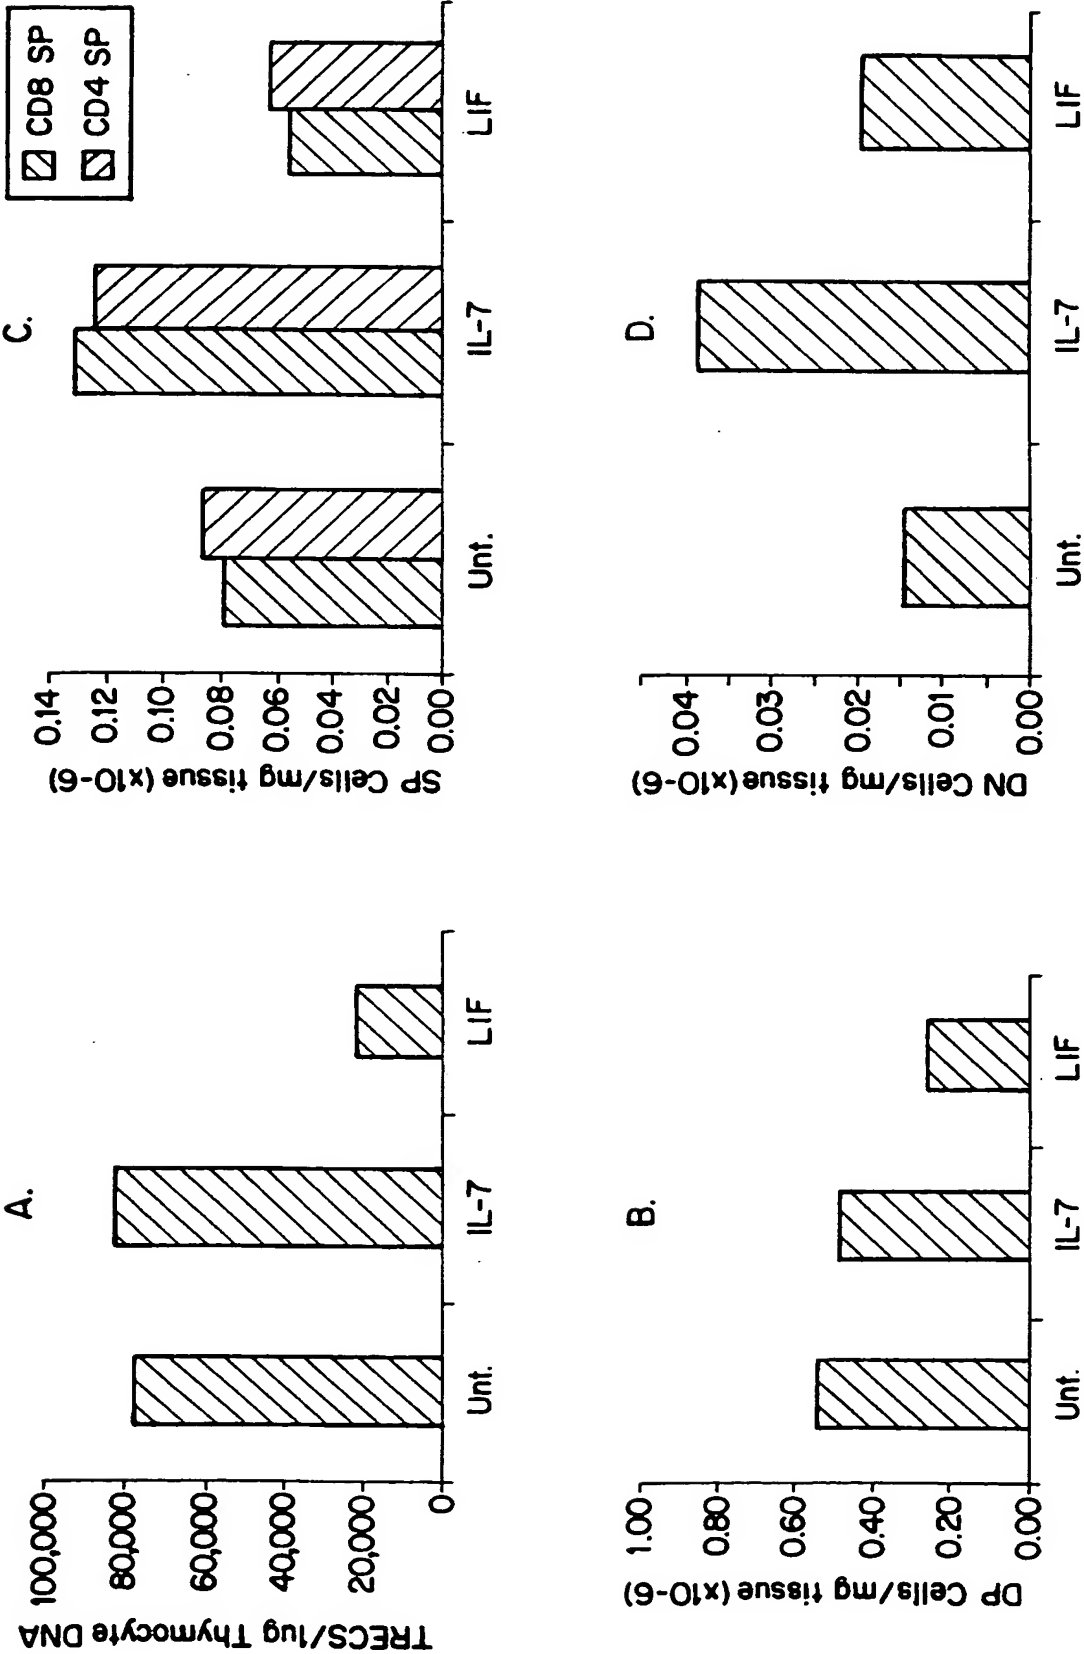 A.
100,000
80,000
60,000
40,000
20,000
0
TRECS/1ug Thymocyte DNA
Unt.
IL-7
LIF
B.
1.00
0.80
0.60
0.40
0.20
0.00
DP Cells/mg tissue (x10-6)
Unt.
IL-7
LIF
C.
CD8 SP
CD4 SP
0.14
0.12
0.10
0.08
0.06
0.04
0.02
0.00
SP Cells/mg tissue (x10-6)
Unt.
IL-7
LIF
D.
0.04
0.03
0.02
0.01
0.00
DN Cells/mg tissue (x10-6)
Unt.
IL-7
LIF